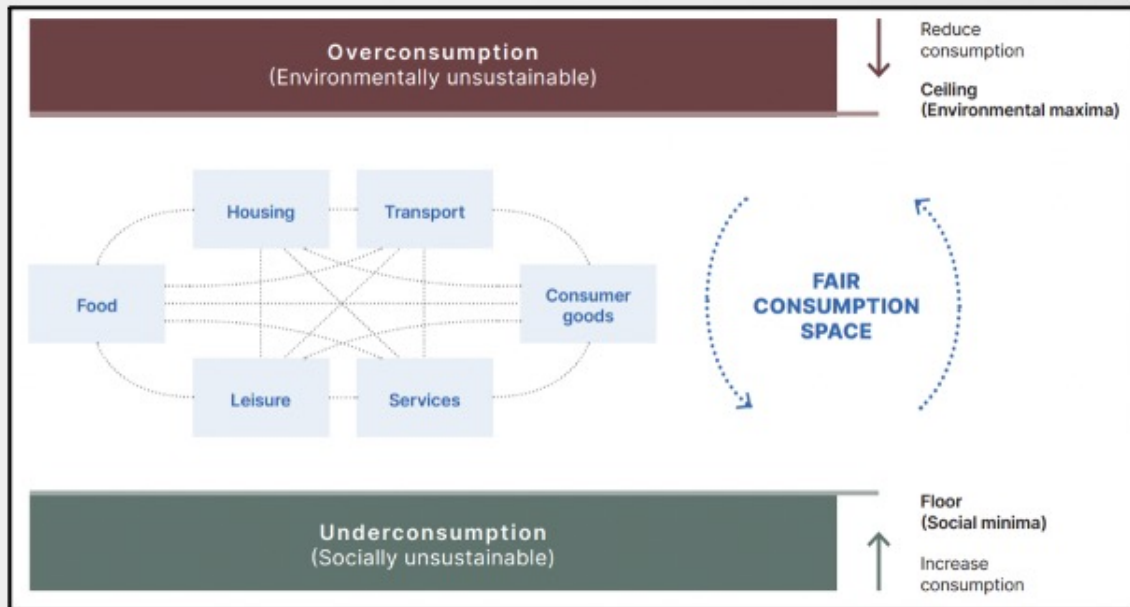 Overconsumption
(Environmentally unsustainable)
Reduce
consumption
Ceiling
(Environmental maxima)
Housing
Transport
Food
Consumer
goods
Leisure
Services
FAIR
CONSUMPTION
SPACE
Underconsumption
(Socially unsustainable)
Floor
(Social minima)
Increase
consumption